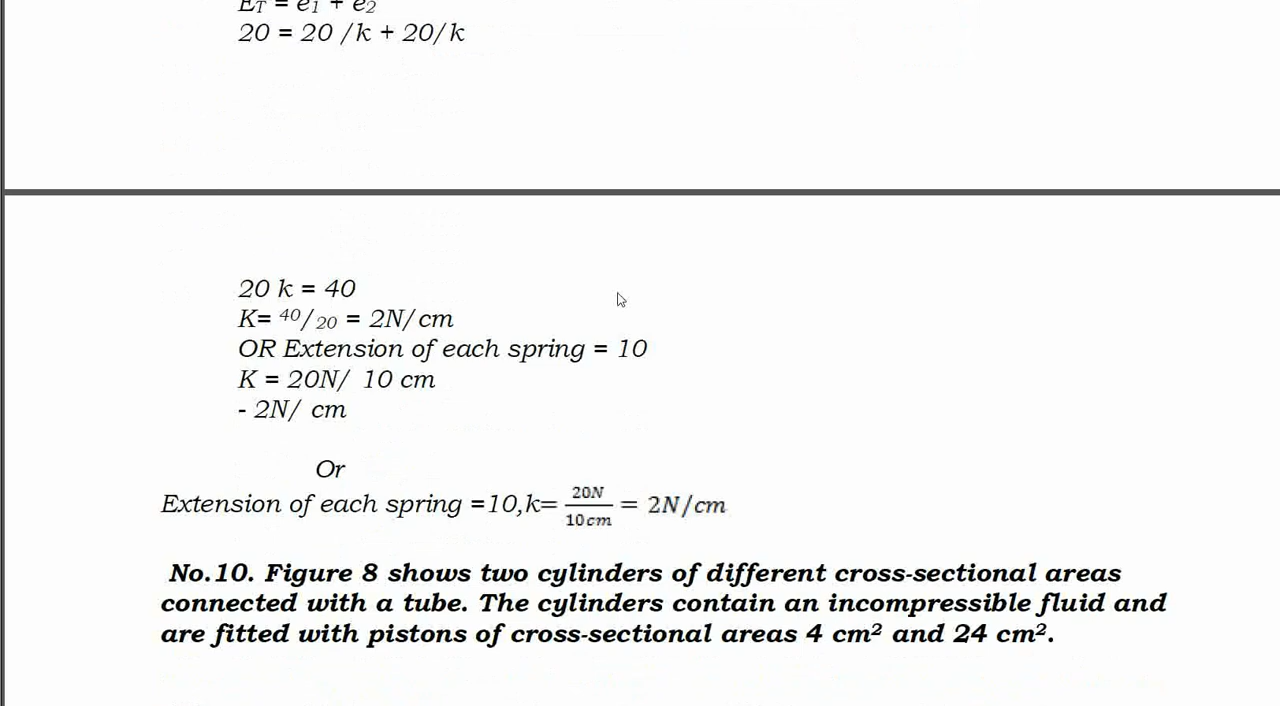 E_T = e₁ + e₂
20 = 20 /k + 20/k
20 k = 40
K= ⁴⁰/₂₀ = 2N/cm
OR Extension of each spring = 10
K = 20N/ 10 cm
- 2N/ cm
Or
Extension of each spring =10,k= 20N/10cm = 2N/cm
No.10. Figure 8 shows two cylinders of different cross-sectional areas
connected with a tube. The cylinders contain an incompressible fluid and
are fitted with pistons of cross-sectional areas 4 cm² and 24 cm².